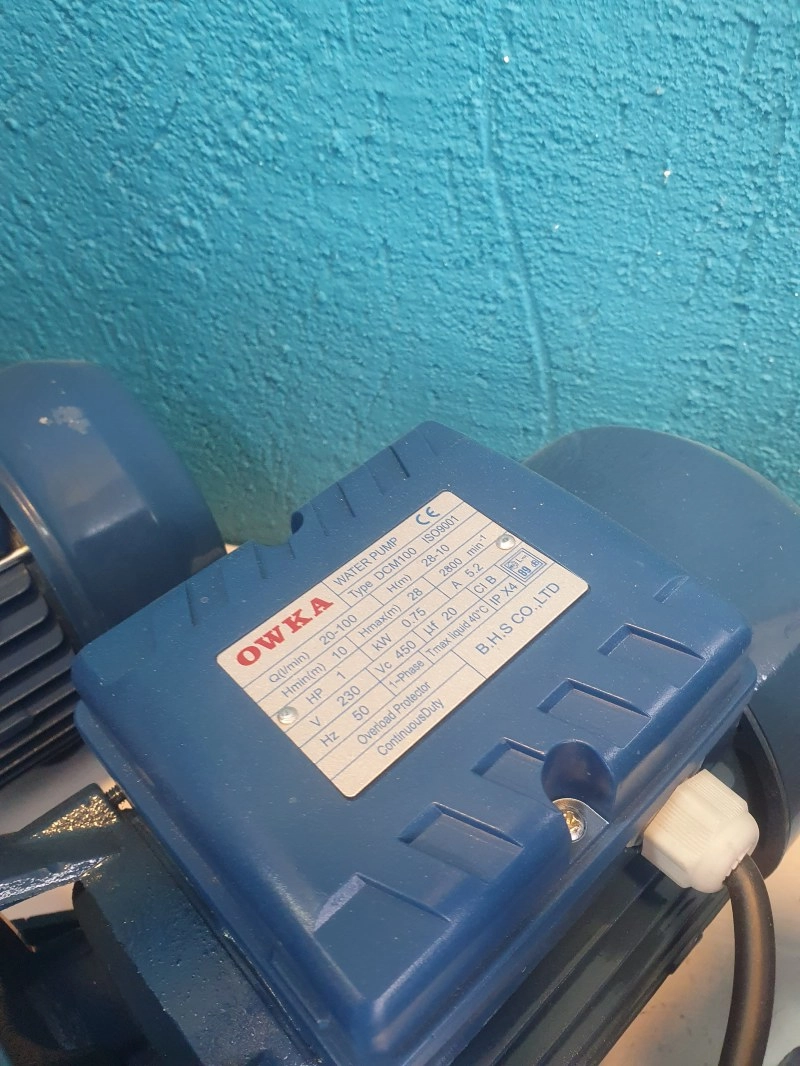 OWKA WATER PUMP CE
Type DCM100 ISO9001
Q(l/min) 20-100 H(m) 28-10
Hmin(m) 10 Hmax(m) 28 2800 min-1
HP 1 kW 0.75 A 5.2
V 230 Vc 450 µf 20 Cl B
Hz 50 1~Phase Tmax liquid 40°C IP X4
Overload Protector
ContinuousDuty B.H.S CO.,LTD